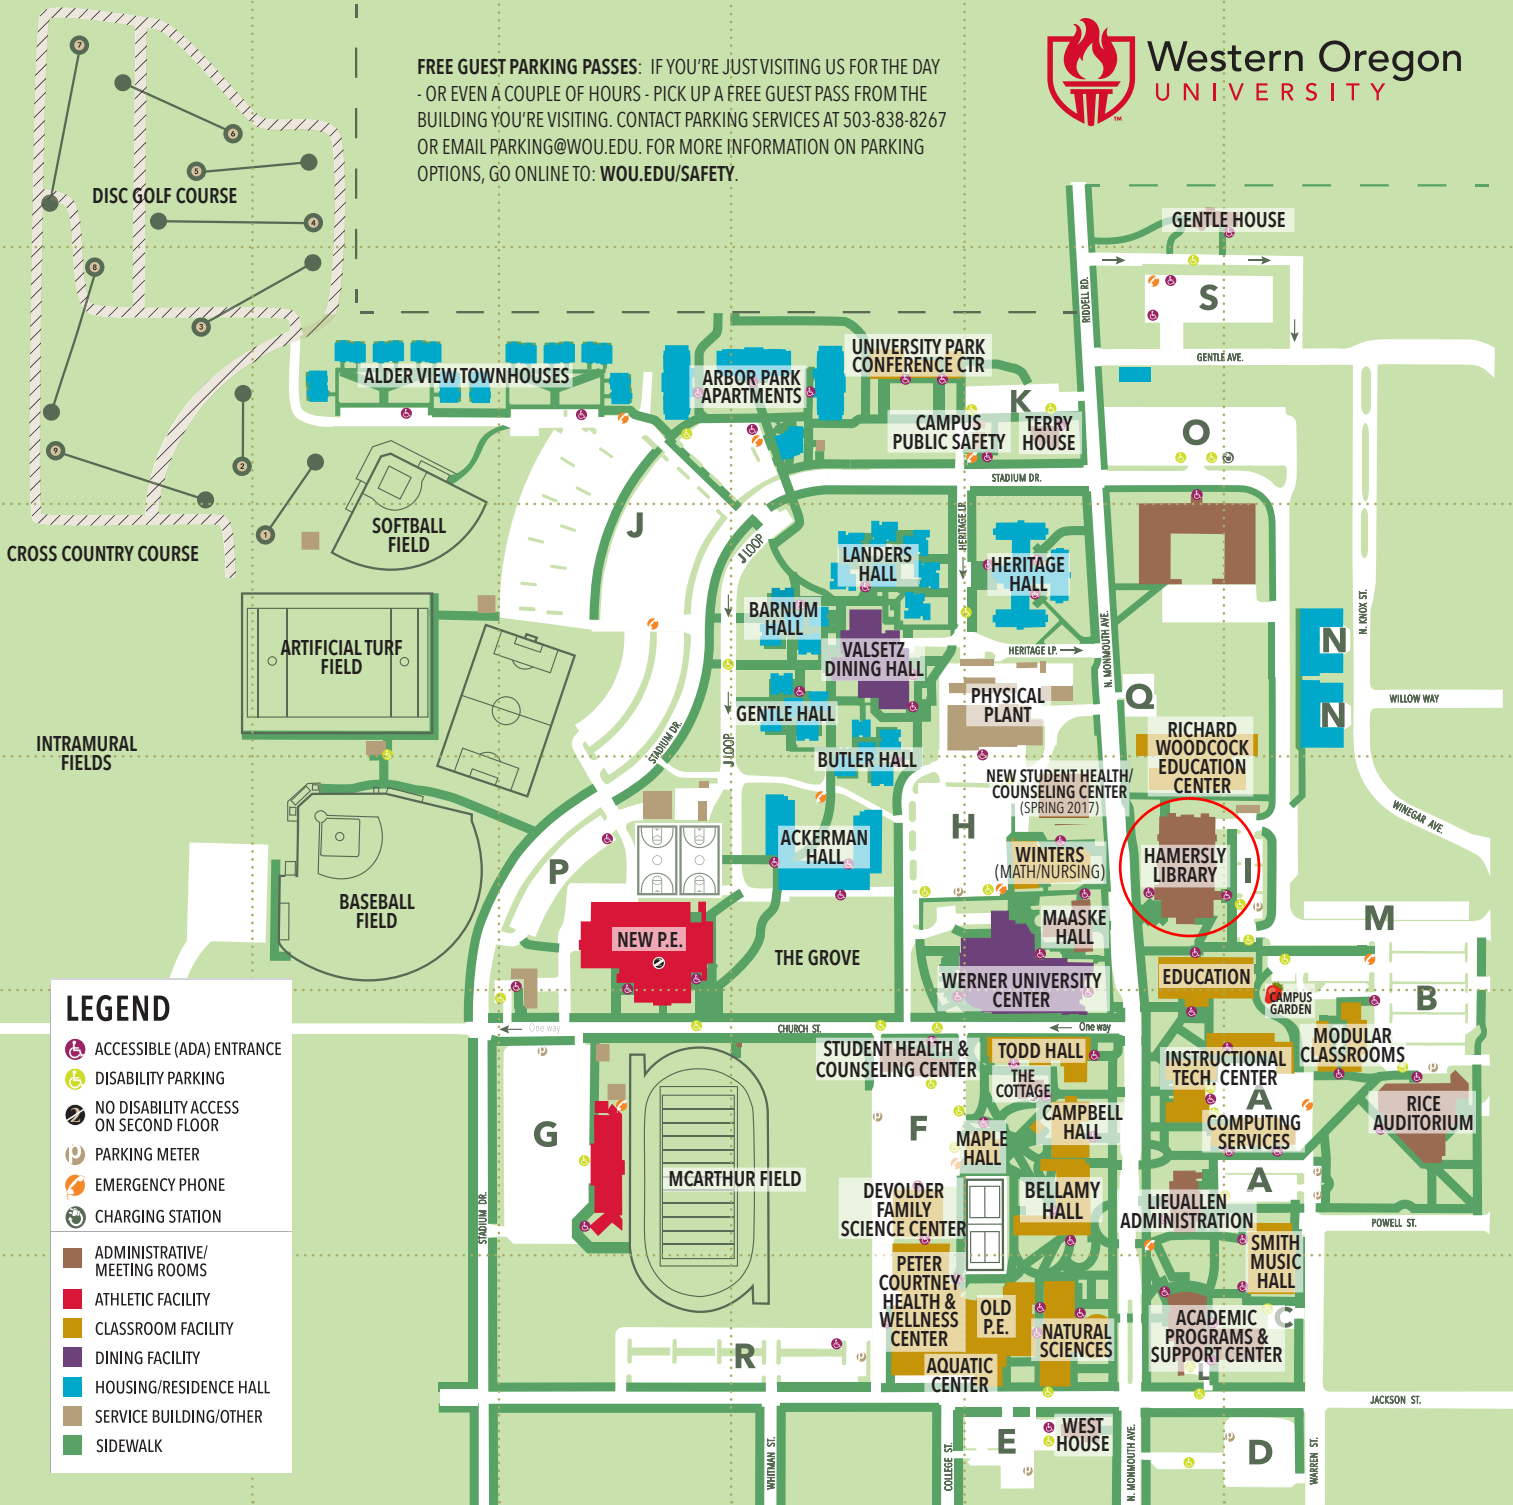 Western Oregon
UNIVERSITY
TM
FREE GUEST PARKING PASSES: IF YOU'RE JUST VISITING US FOR THE DAY
- OR EVEN A COUPLE OF HOURS - PICK UP A FREE GUEST PASS FROM THE
BUILDING YOU'RE VISITING. CONTACT PARKING SERVICES AT 503-838-8267
OR EMAIL PARKING@WOU.EDU. FOR MORE INFORMATION ON PARKING
OPTIONS, GO ONLINE TO: WOU.EDU/SAFETY.
7
6
5
DISC GOLF COURSE
4
8
3
9
2
1
CROSS COUNTRY COURSE
GENTLE HOUSE
RIDDELL RD.
S
GENTLE AVE.
ALDER VIEW TOWNHOUSES
ARBOR PARK
APARTMENTS
UNIVERSITY PARK
CONFERENCE CTR
K
CAMPUS
PUBLIC SAFETY
TERRY
HOUSE
O
STADIUM DR.
SOFTBALL
FIELD
J
J LOOP
HERITAGE LP.
LANDERS
HALL
HERITAGE
HALL
BARNUM
HALL
N. KNOX ST.
ARTIFICIAL TURF
FIELD
VALSETZ
DINING HALL
HERITAGE LP.
N. MONMOUTH AVE.
N
Q
WILLOW WAY
N
PHYSICAL
PLANT
GENTLE HALL
STADIUM DR.
J LOOP
INTRAMURAL
FIELDS
BUTLER HALL
RICHARD
WOODCOCK
EDUCATION
CENTER
NEW STUDENT HEALTH/
COUNSELING CENTER
(SPRING 2017)
WINEGAR AVE.
H
ACKERMAN
HALL
WINTERS
(MATH/NURSING)
HAMERSLY
LIBRARY
I
P
BASEBALL
FIELD
MAASKE
HALL
M
NEW P.E.
THE GROVE
WERNER UNIVERSITY
CENTER
EDUCATION
CAMPUS
GARDEN
B
One way
CHURCH ST.
One way
MODULAR
CLASSROOMS
STUDENT HEALTH &
COUNSELING CENTER
TODD HALL
THE
COTTAGE
INSTRUCTIONAL
TECH. CENTER
A
G
F
CAMPBELL
HALL
COMPUTING
SERVICES
RICE
AUDITORIUM
MAPLE
HALL
MCARTHUR FIELD
A
DEVOLDER
FAMILY
SCIENCE CENTER
BELLAMY
HALL
LIEUALLEN
ADMINISTRATION
POWELL ST.
STADIUM DR.
SMITH
MUSIC
HALL
PETER
COURTNEY
HEALTH &
WELLNESS
CENTER
OLD
P.E.
NATURAL
SCIENCES
C
ACADEMIC
PROGRAMS &
SUPPORT CENTER
R
AQUATIC
CENTER
L
JACKSON ST.
E
WEST
HOUSE
D
WHITMAN ST.
COLLEGE ST.
N. MONMOUTH AVE.
WARREN ST.
LEGEND
ACCESSIBLE (ADA) ENTRANCE
DISABILITY PARKING
2
NO DISABILITY ACCESS
ON SECOND FLOOR
P
PARKING METER
EMERGENCY PHONE
CHARGING STATION
ADMINISTRATIVE/
MEETING ROOMS
ATHLETIC FACILITY
CLASSROOM FACILITY
DINING FACILITY
HOUSING/RESIDENCE HALL
SERVICE BUILDING/OTHER
SIDEWALK